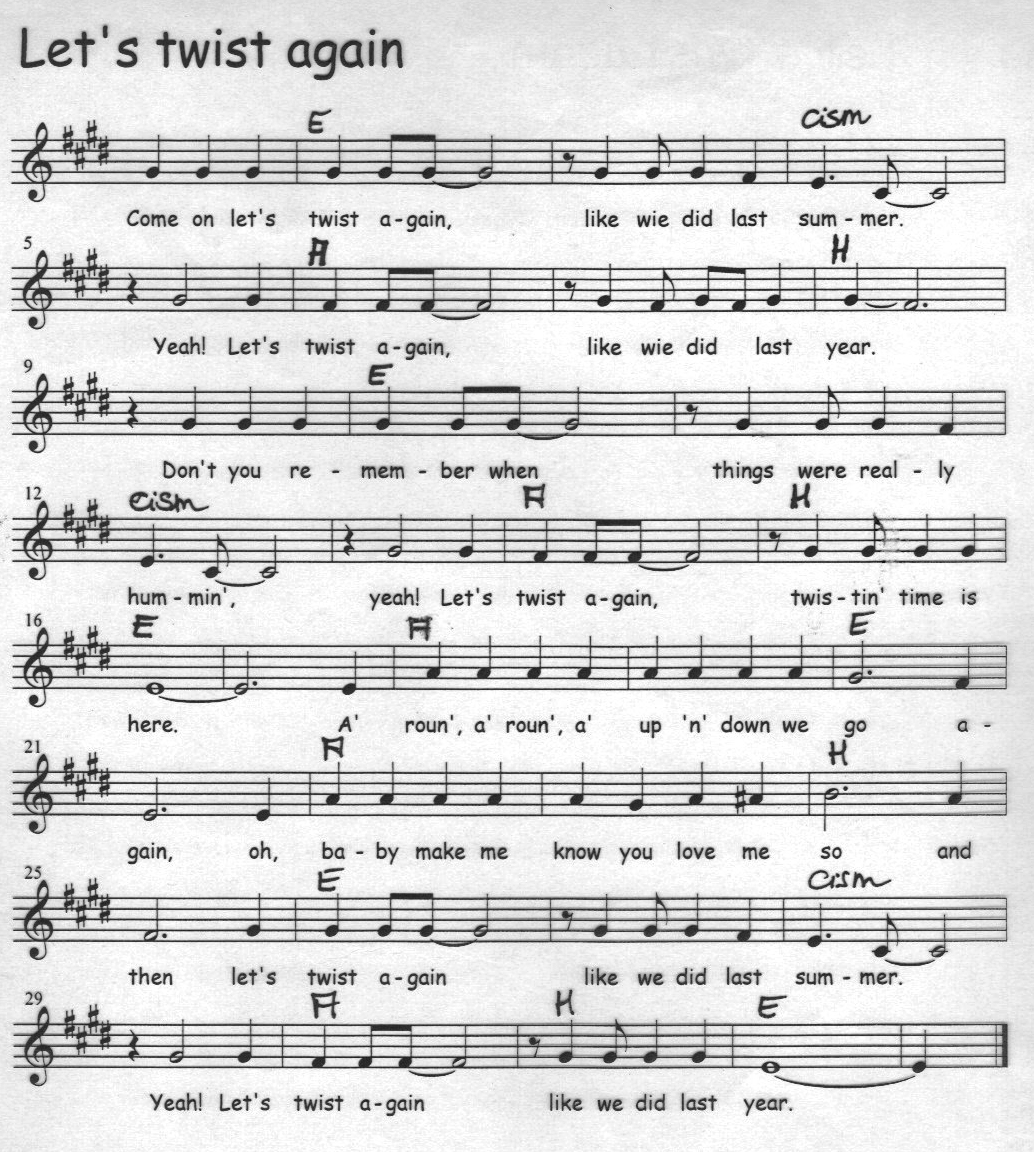 Let's twist again
E Cism
Come on let's twist a-gain, like wie did last sum-mer.
5 A H
Yeah! Let's twist a-gain, like wie did last year.
9 E
Don't you re - mem - ber when things were real - ly
12 Cism A H
hum-min', yeah! Let's twist a-gain, twis-tin' time is
16 E A E
here. A' roun', a' roun', a' up 'n' down we go a -
21 A H
gain, oh, ba - by make me know you love me so and
25 E Cism
then let's twist a-gain like we did last sum-mer.
29 A H E
Yeah! Let's twist a-gain like we did last year.